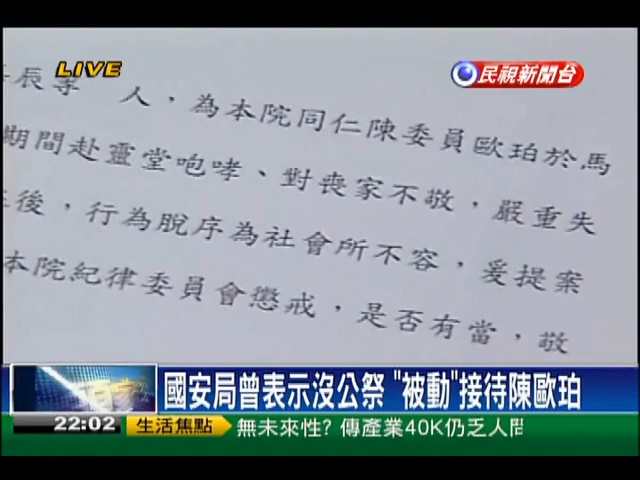 LIVE
民視新聞台
辰等 人，為本院同仁陳委員歐珀於馬
期間赴靈堂咆哮、對喪家不敬，嚴重失
後，行為脫序為社會所不容，爰提案
本院紀律委員會懲戒，是否有當，敬
國安局曾表示沒公祭 "被動"接待陳歐珀
22:02 生活焦點 無未來性? 傳產業40K仍乏人問